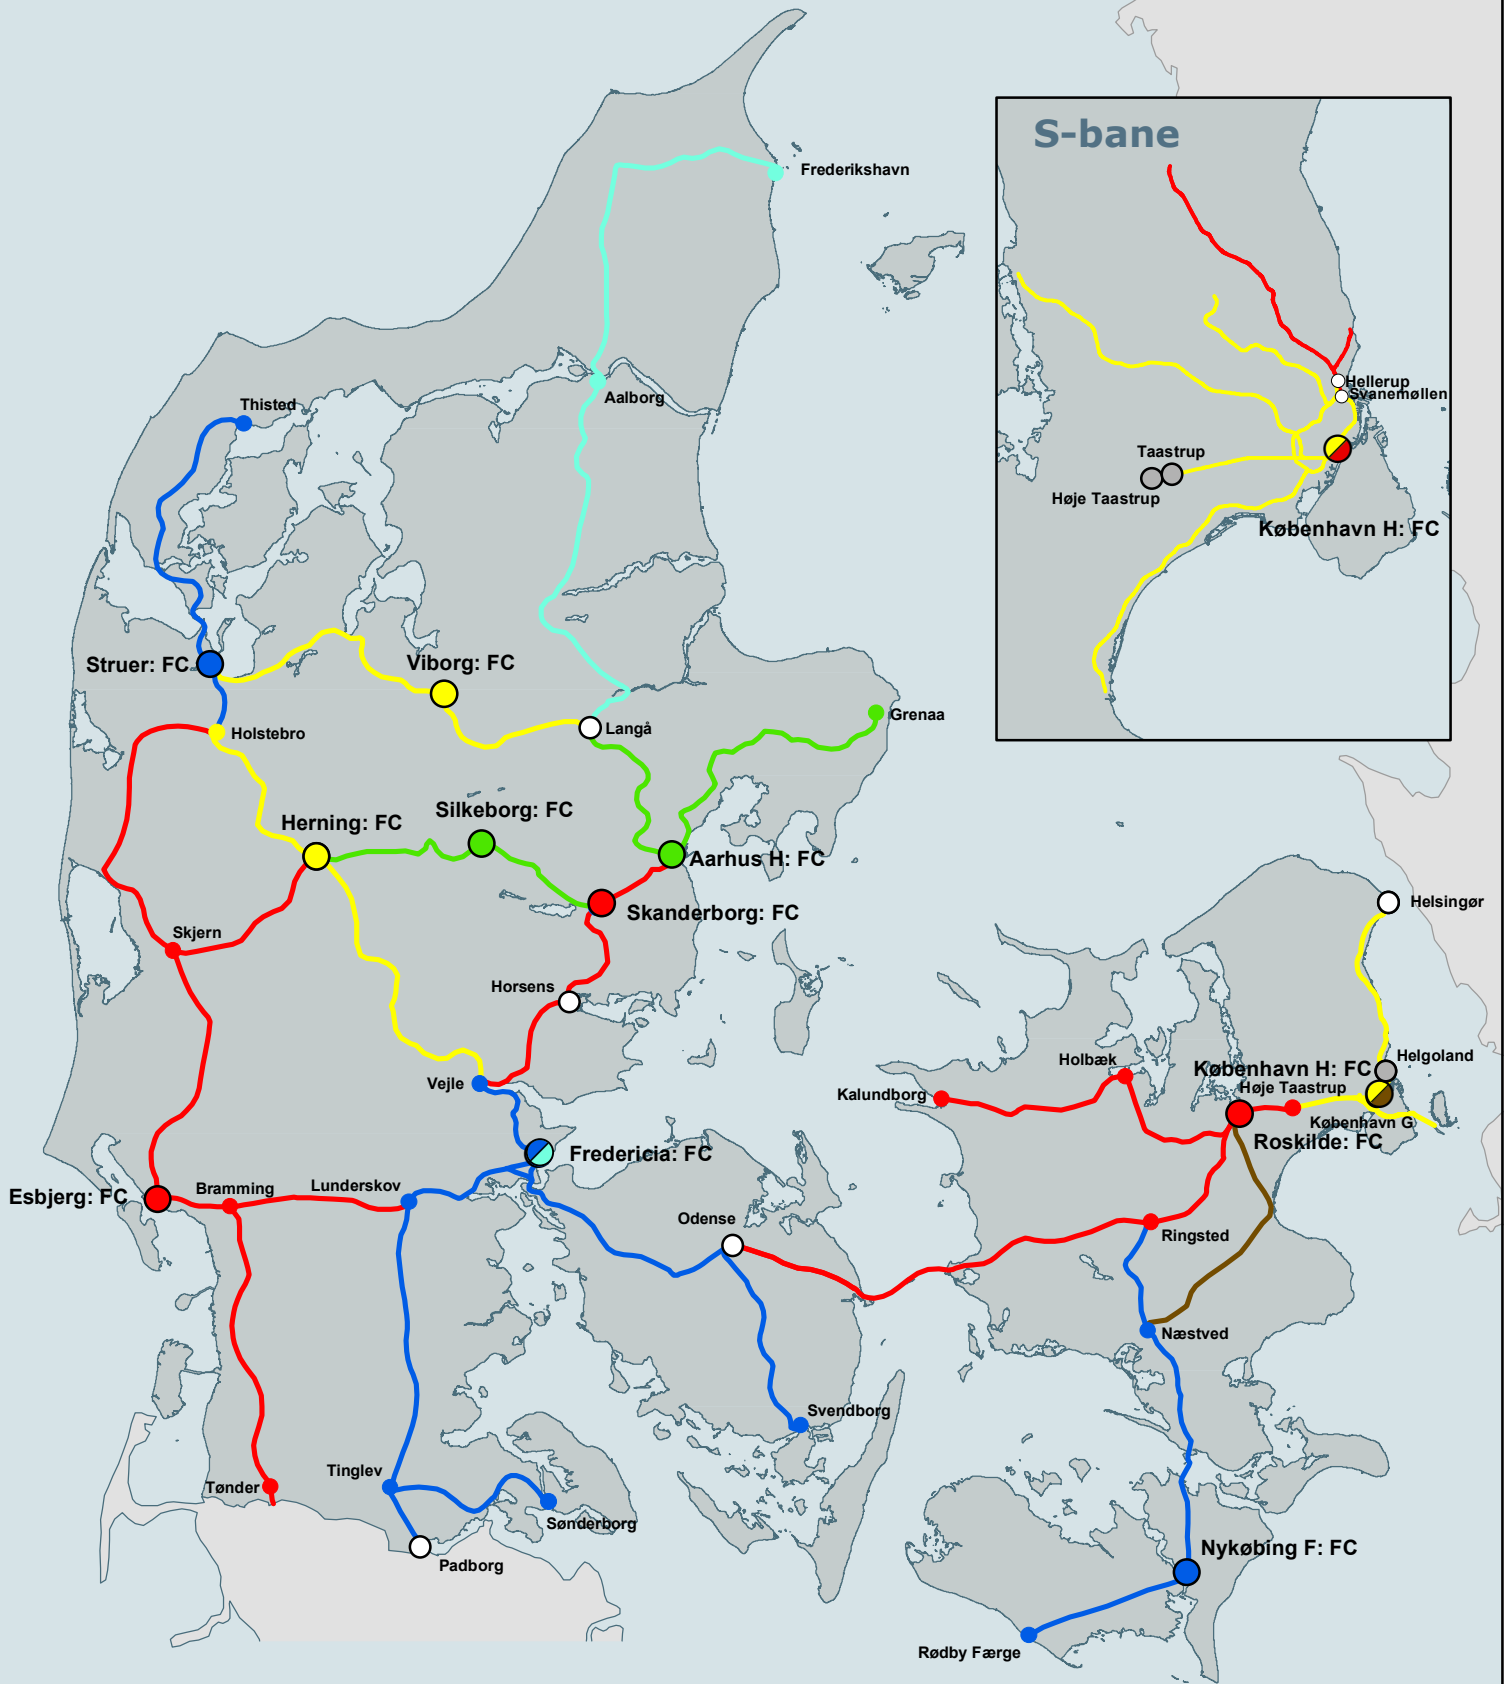 S-bane
Frederikshavn
Hellerup
Svanemøllen
Aalborg
Thisted
Taastrup
Høje Taastrup
København H: FC
Struer: FC
Viborg: FC
Grenaa
Langå
Holstebro
Silkeborg: FC
Herning: FC
Aarhus H: FC
Helsingør
Skanderborg: FC
Skjern
Horsens
Helgoland
Holbæk
København H: FC
Vejle
Høje Taastrup
Kalundborg
København G
Roskilde: FC
Fredericia: FC
Lunderskov
Bramming
Esbjerg: FC
Odense
Ringsted
Næstved
Svendborg
Tinglev
Tønder
Sønderborg
Nykøbing F: FC
Padborg
Rødby Færge